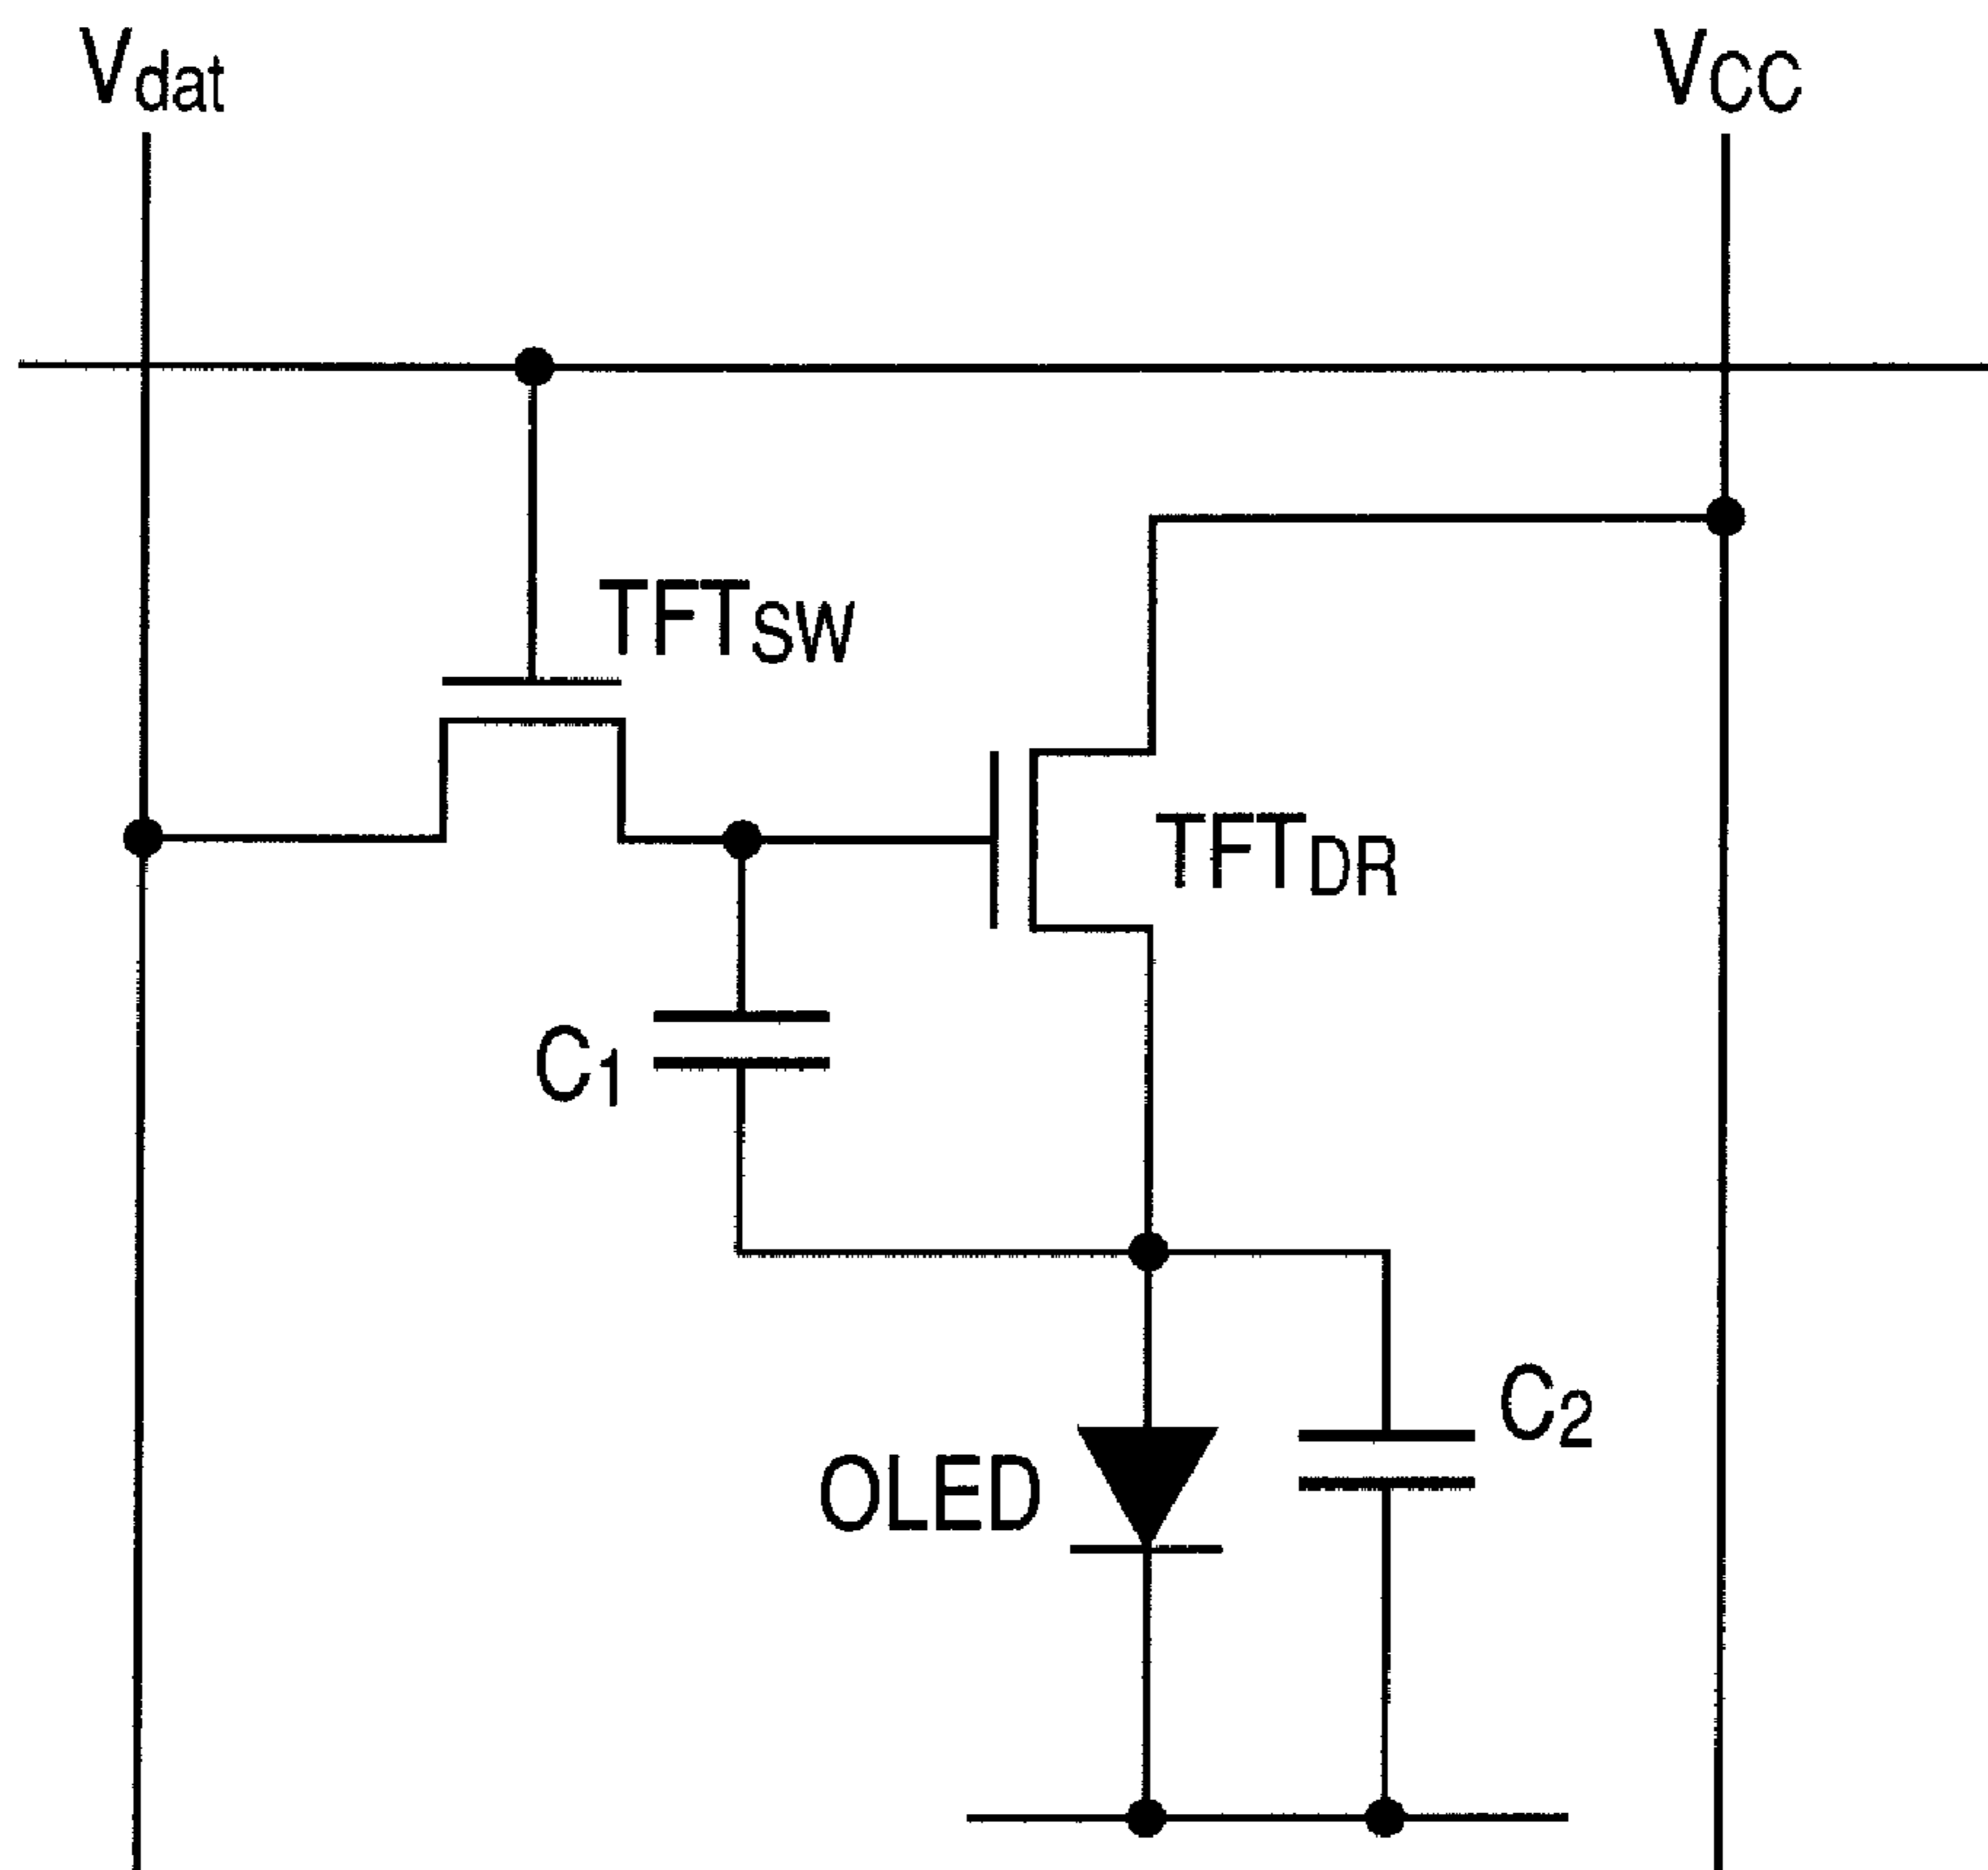 Vdat
VCC
TFTSW
TFTDR
C1
C2
OLED